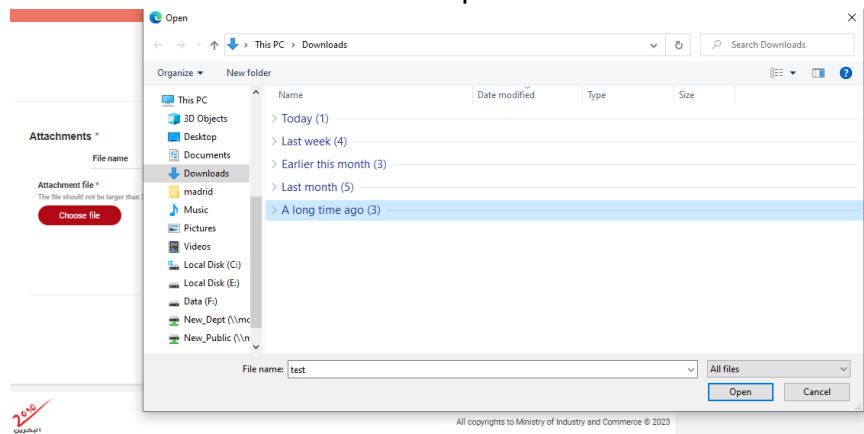 Open
This PC > Downloads
Search Downloads
Organize
New folder
Name
Date modified
Type
Size
This PC
3D Objects
Desktop
Documents
Downloads
madrid
Music
Pictures
Videos
Local Disk (C:)
Local Disk (E:)
Data (F:)
New_Dept (\\mc
New_Public (\\n
Today (1)
Last week (4)
Earlier this month (3)
Last month (5)
A long time ago (3)
File name: test
All files
Open
Cancel
Attachments *
File name
Attachment file *
The file should not be larger than
Choose file
2030
البحرين
All copyrights to Ministry of Industry and Commerce © 2023